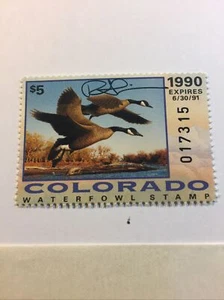 $5
1990
EXPIRES
6/30/91
017315
COLORADO
WATERFOWL STAMP